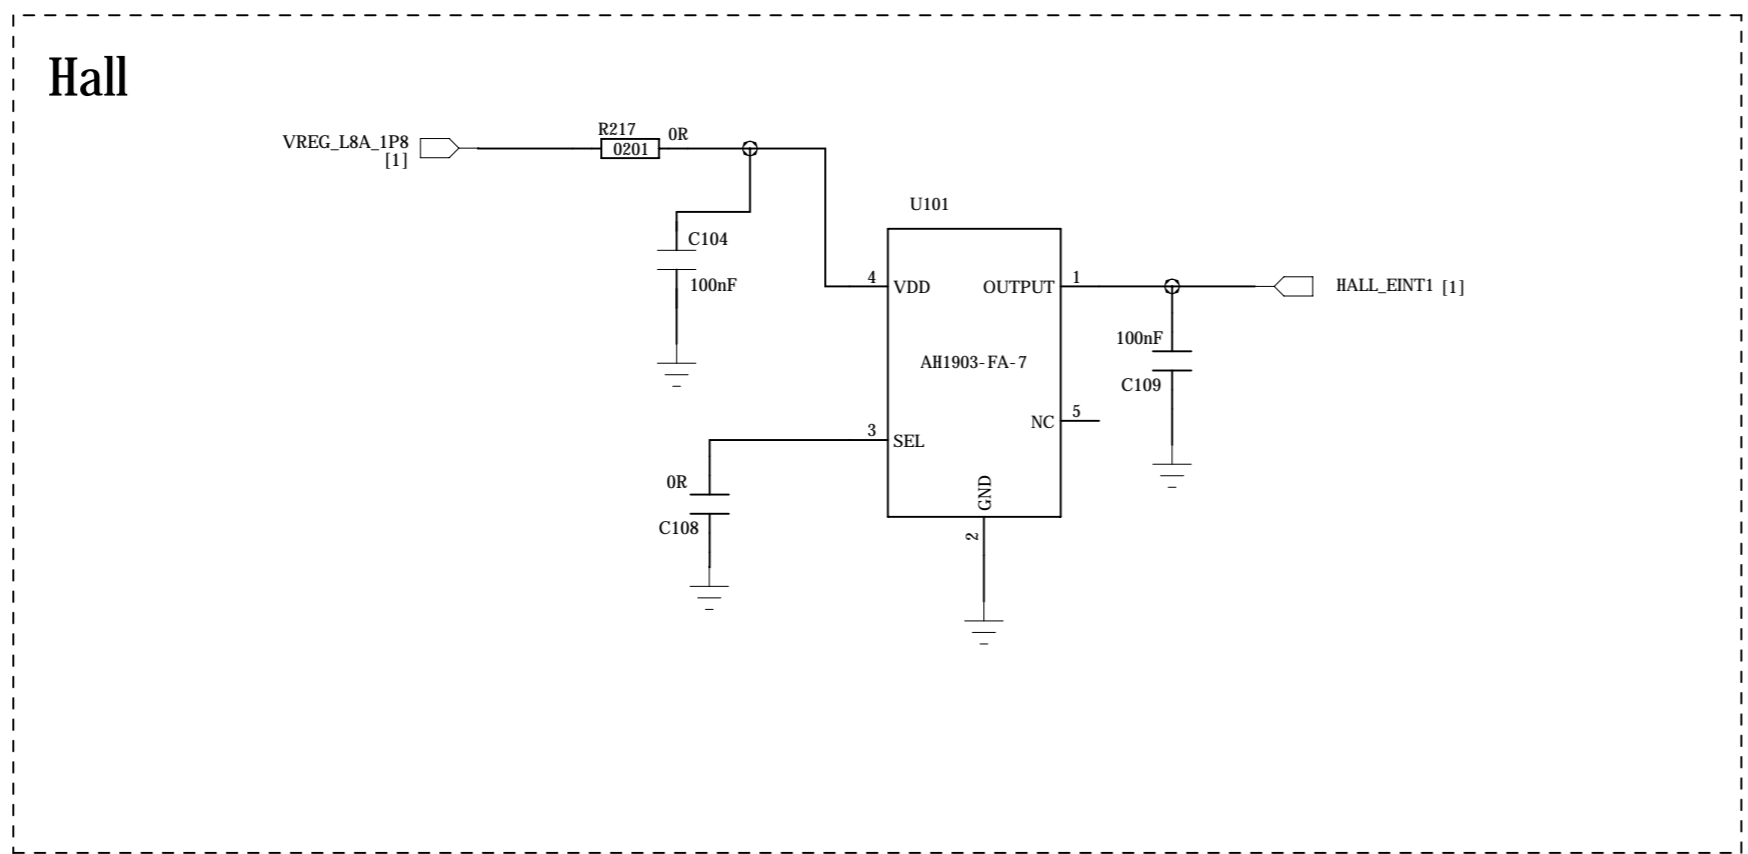 Hall
R217
0R
VREG_L8A_1P8
0201
[1]
U101
C104
100nF
4
VDD
OUTPUT
1
HALL_EINT1 [1]
100nF
AH1903-FA-7
C109
3
SEL
NC
5
0R
C108
GND
2